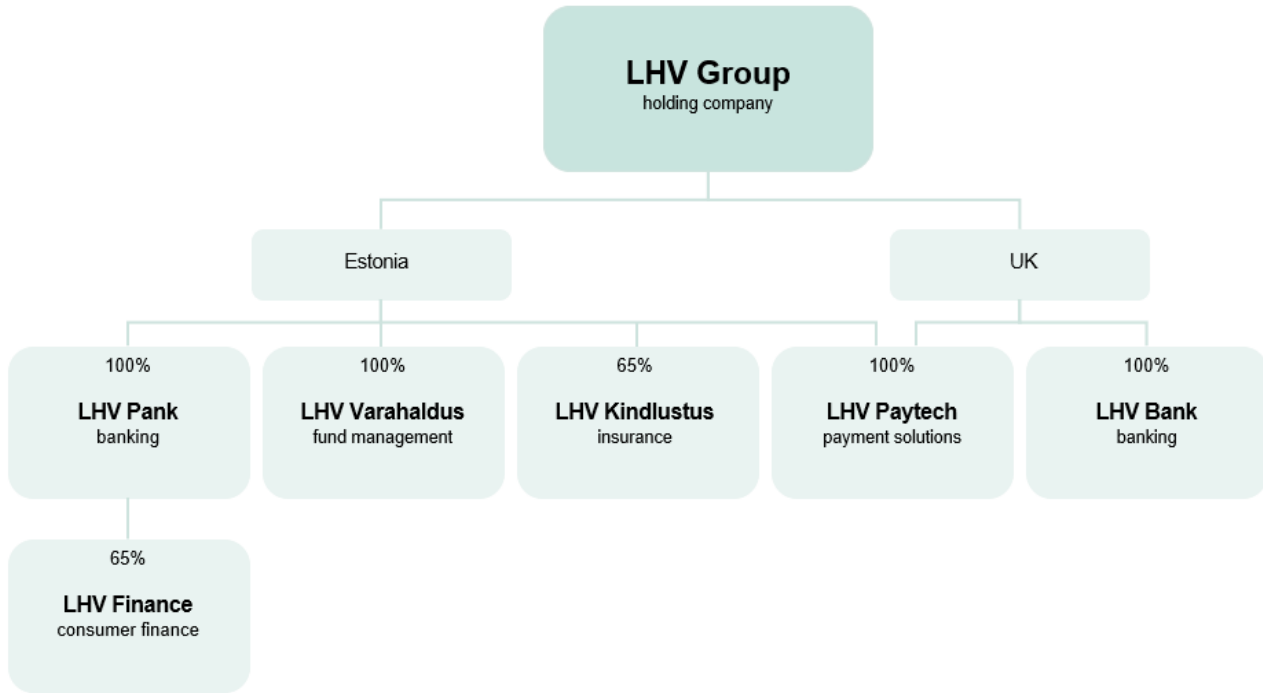 LHV Group
holding company
Estonia
UK
100%
LHV Pank
banking
100%
LHV Varahaldus
fund management
65%
LHV Kindlustus
insurance
100%
LHV Paytech
payment solutions
100%
LHV Bank
banking
65%
LHV Finance
consumer finance